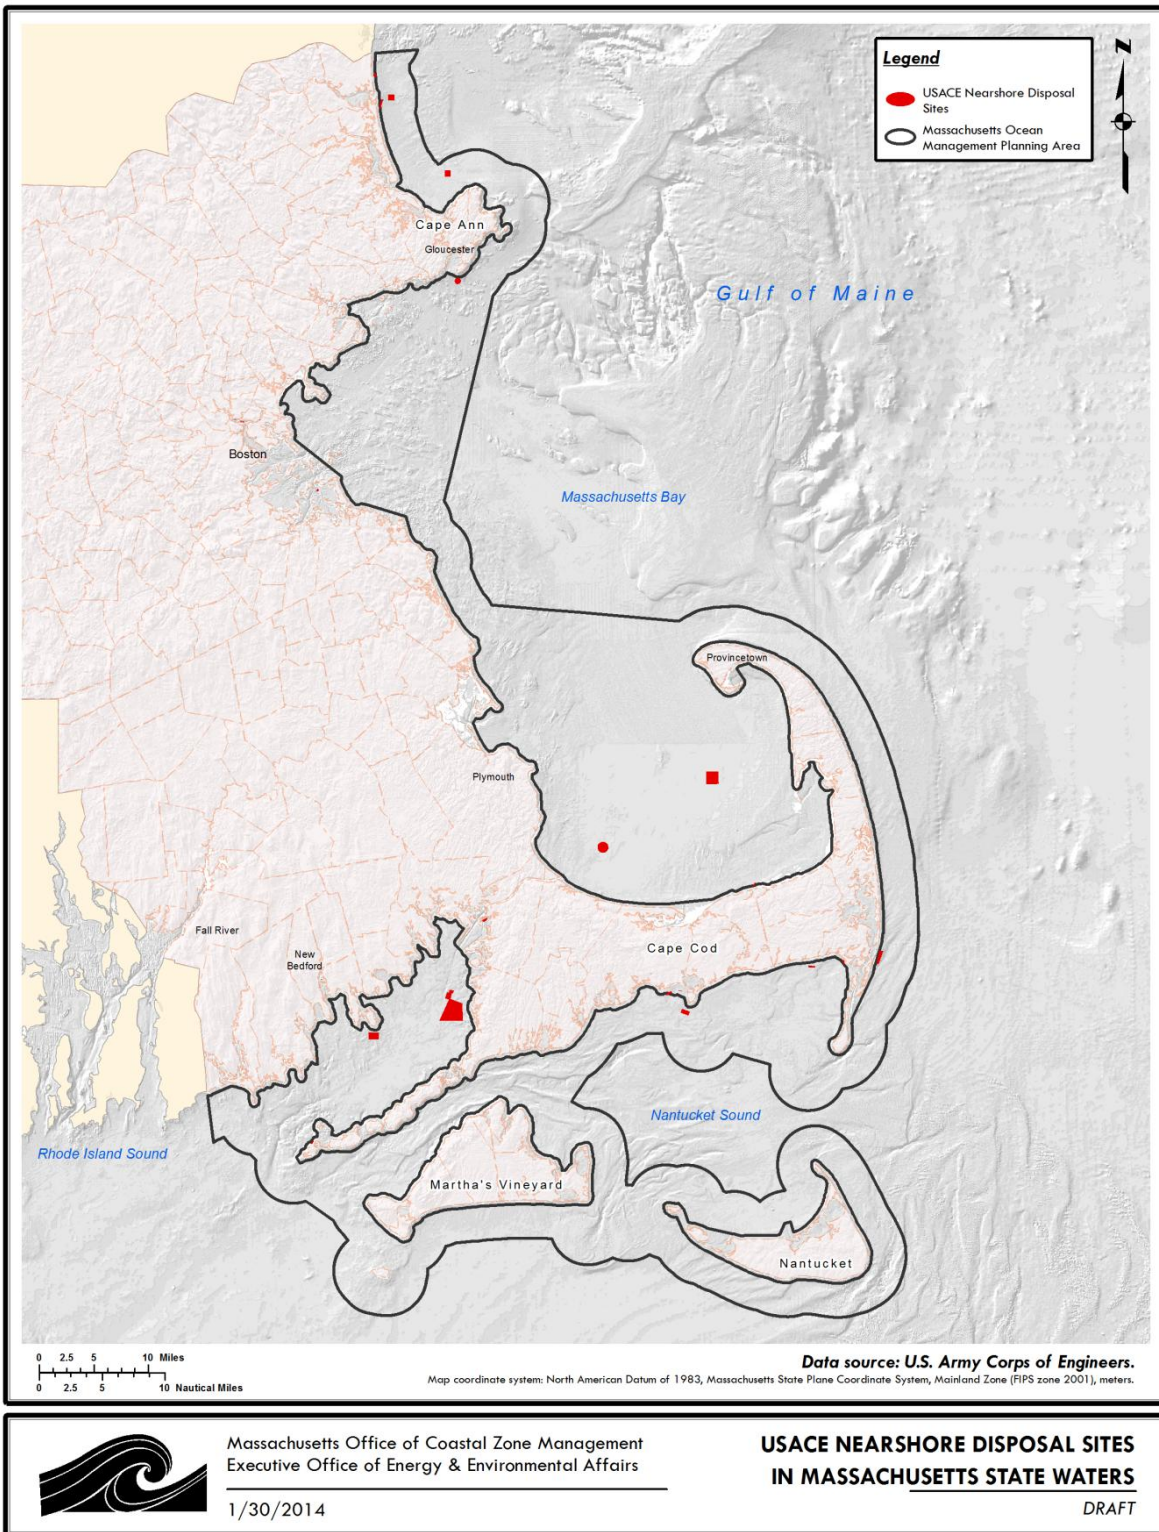 Legend
USACE Nearshore Disposal
Sites
Massachusetts Ocean
Management Planning Area
N
Cape Ann
Gloucester
Gulf of Maine
Boston
Massachusetts Bay
Provincetown
Plymouth
Fall River
New
Bedford
Cape Cod
Nantucket Sound
Rhode Island Sound
Martha's Vineyard
Nantucket
0 2.5 5 10 Miles
0 2.5 5 10 Nautical Miles
Data source: U.S. Army Corps of Engineers.
Map coordinate system: North American Datum of 1983, Massachusetts State Plane Coordinate System, Mainland Zone (FIPS zone 2001), meters.
Massachusetts Office of Coastal Zone Management
Executive Office of Energy & Environmental Affairs
1/30/2014
USACE NEARSHORE DISPOSAL SITES
IN MASSACHUSETTS STATE WATERS
DRAFT